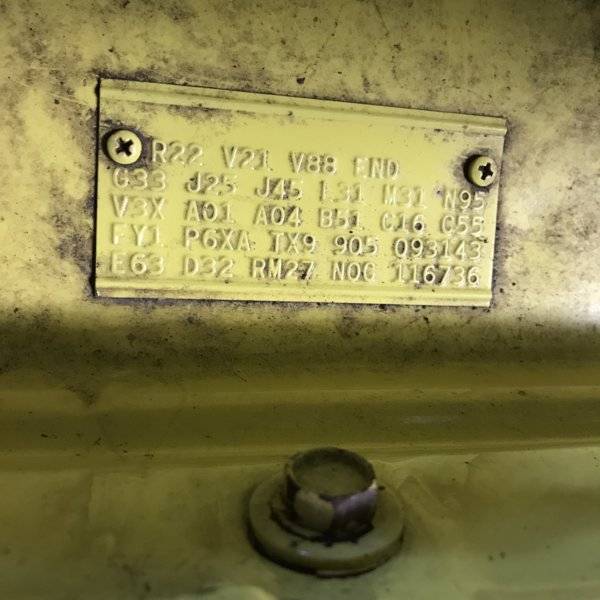 R22 V21 V88 END
G33 J25 J45 L31 M31 N95
V3X A01 A04 B51 C16 C55
FY1 P6XA TX9 905 093143
E63 D32 RM27 N0G 116736